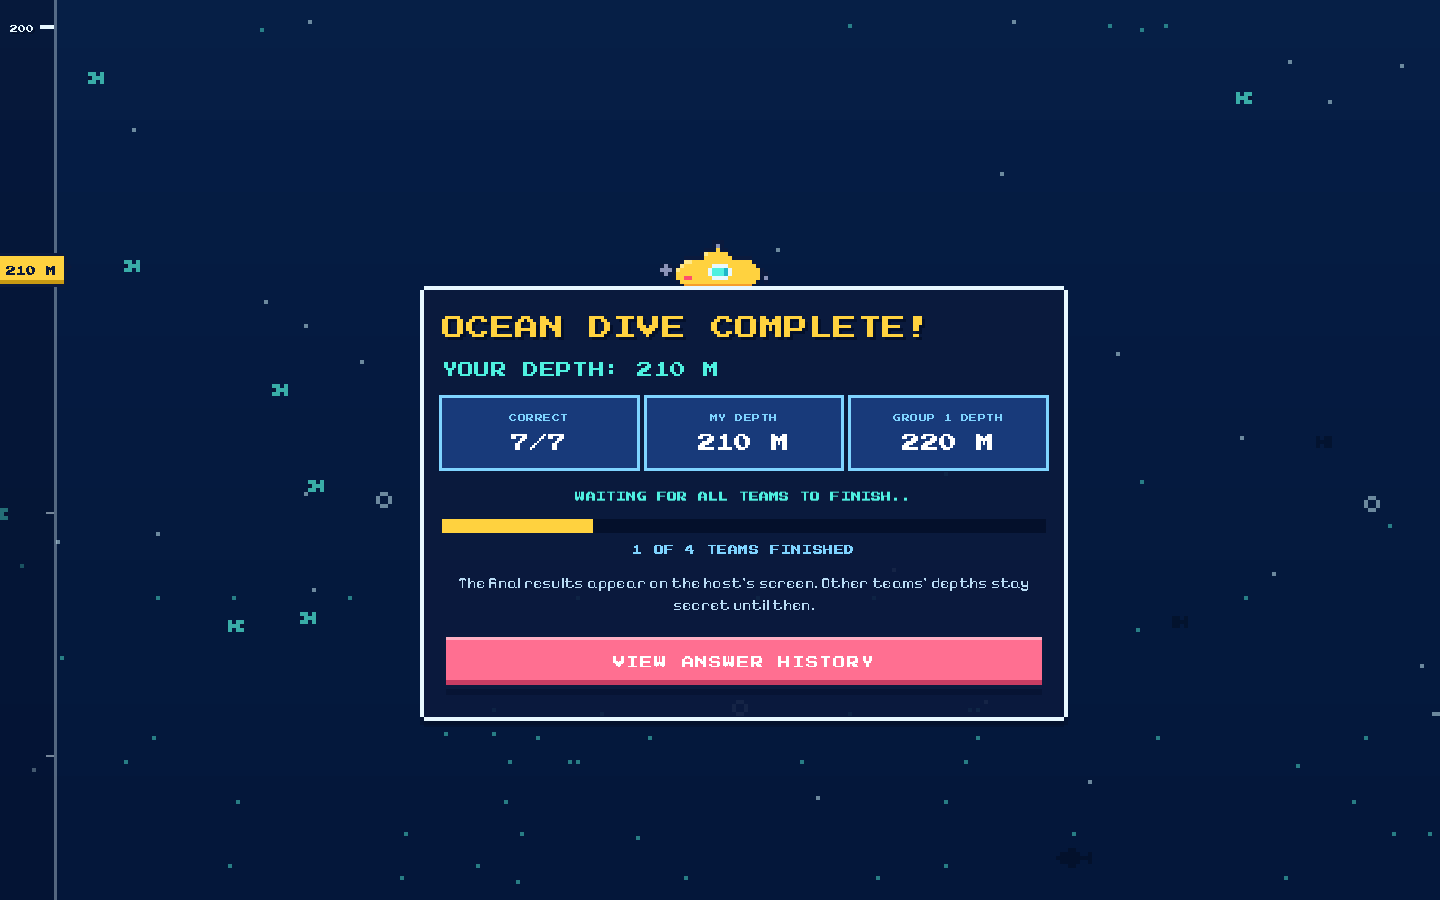 200
210 M
OCEAN DIVE COMPLETE!
YOUR DEPTH: 210 M
CORRECT
7/7
MY DEPTH
210 M
GROUP 1 DEPTH
220 M
WAITING FOR ALL TEAMS TO FINISH..
1 OF 4 TEAMS FINISHED
The final results appear on the host's screen. Other teams' depths stay
secret until then.
VIEW ANSWER HISTORY